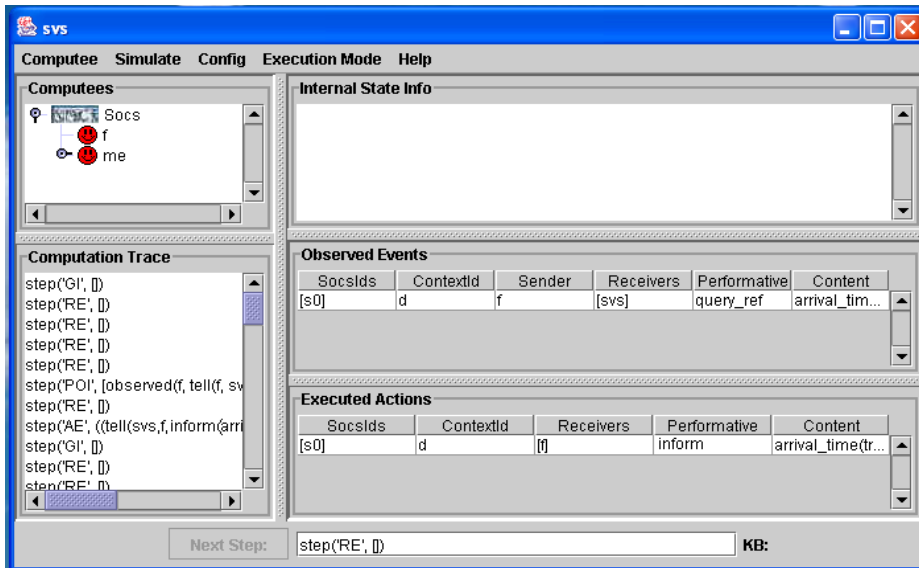 svs
Computee Simulate Config Execution Mode Help
Computees
Socs
f
me
Internal State Info
Computation Trace
step('GI', [])
step('RE', [])
step('RE', [])
step('RE', [])
step('RE', [])
step('POI', [observed(f, tell(f, sv
step('RE', [])
step('AE', ((tell(svs,f,inform(arri
step('GI', [])
step('RE', [])
step('RE', [])
Observed Events
SocsIds ContextId Sender Receivers Performative Content
[s0] d f [svs] query_ref arrival_tim...
Executed Actions
SocsIds ContextId Receivers Performative Content
[s0] d [f] inform arrival_time(tr...
Next Step: step('RE', []) KB: